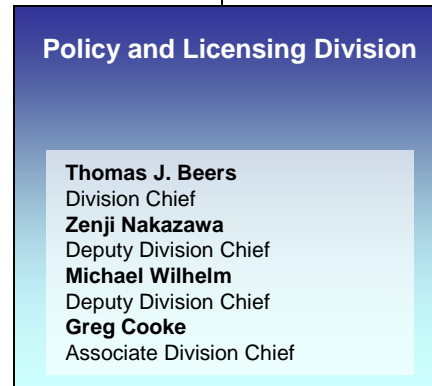 Policy and Licensing Division
Thomas J. Beers
Division Chief
Zenji Nakazawa
Deputy Division Chief
Michael Wilhelm
Deputy Division Chief
Greg Cooke
Associate Division Chief